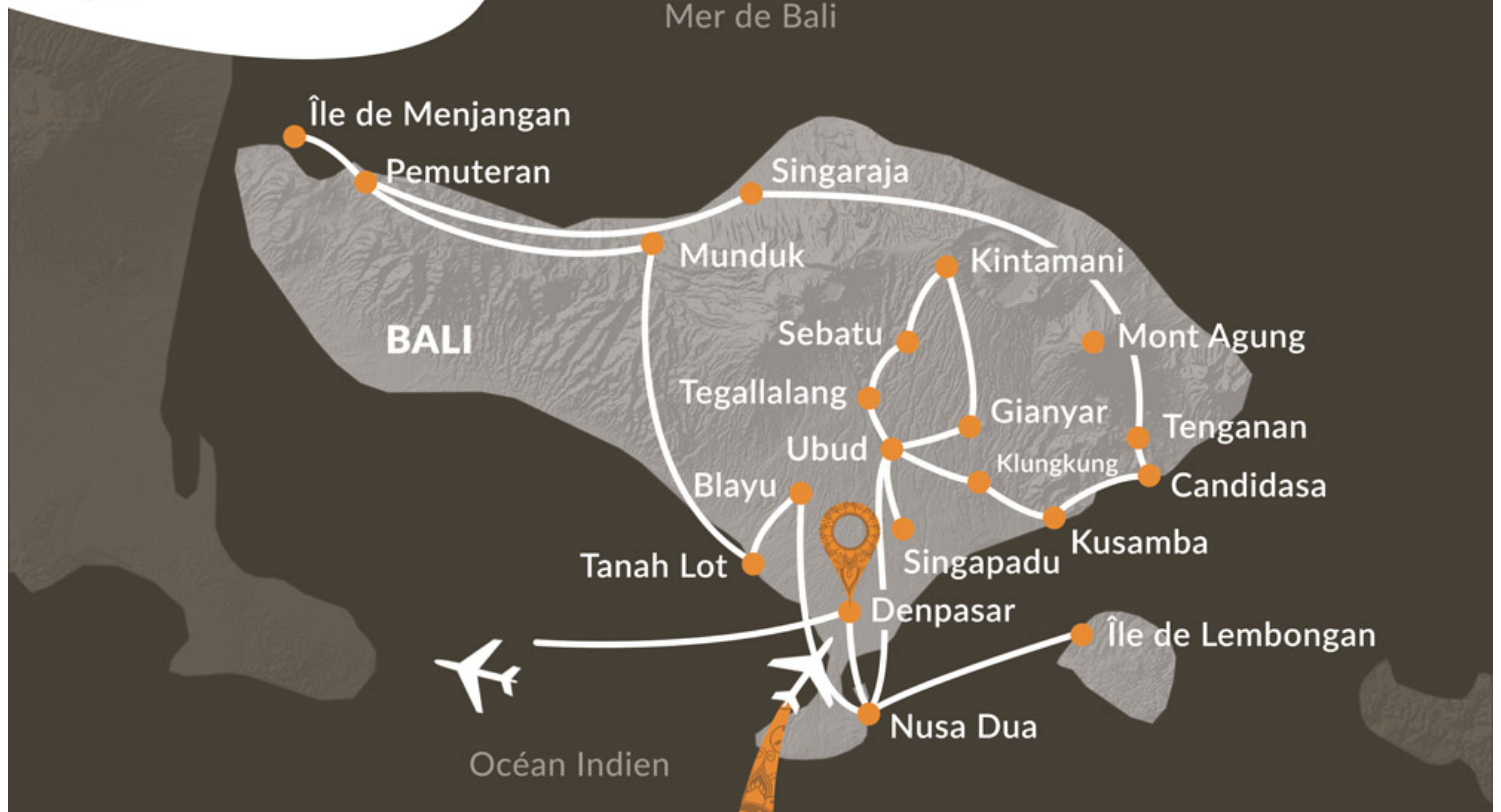 Mer de Bali
Île de Menjangan
Pemuteran
Singaraja
Munduk
Kintamani
BALI
Sebatu
Mont Agung
Tegallalang
Gianyar
Tenganan
Ubud
Klungkung
Blayu
Candidasa
Kusamba
Tanah Lot
Singapadu
Denpasar
Île de Lembongan
Nusa Dua
Océan Indien